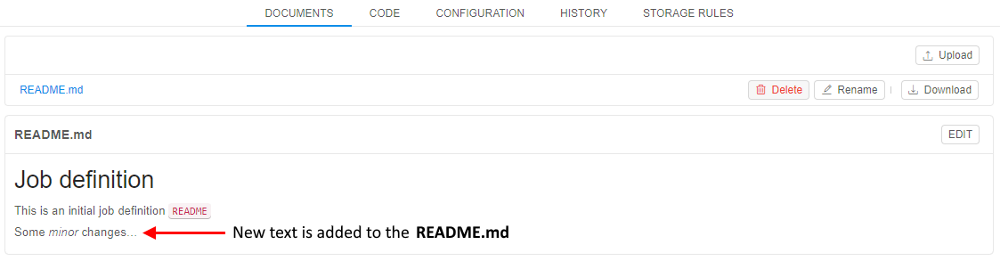 DOCUMENTS CODE CONFIGURATION HISTORY STORAGE RULES
Upload
README.md Delete Rename Download
README.md EDIT
Job definition
This is an initial job definition README
Some minor changes... New text is added to the README.md